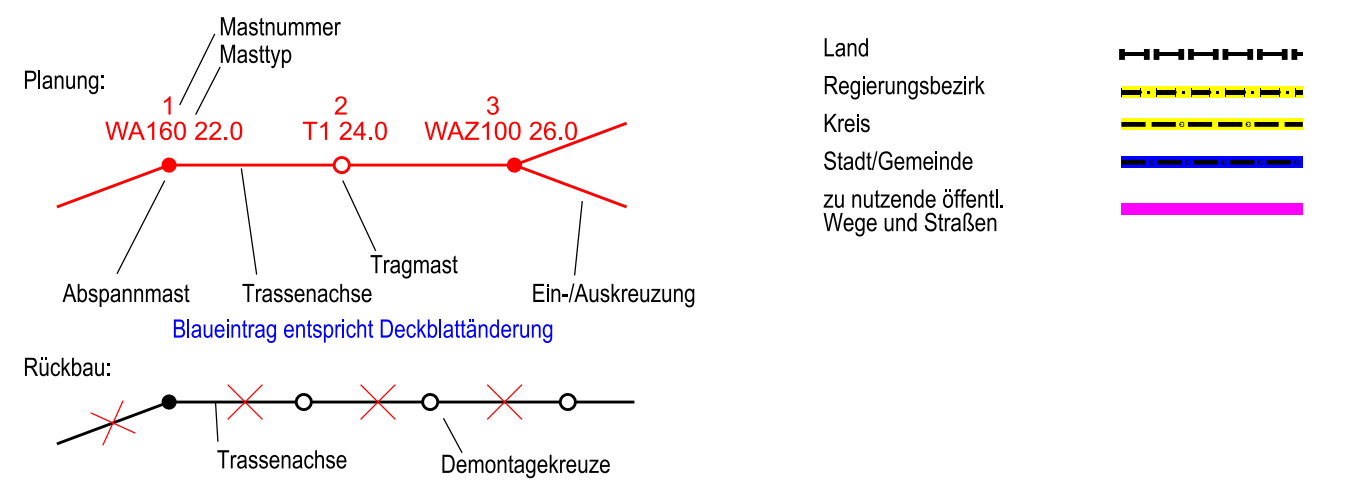 Mastnummer
Masttyp
Planung:
1
WA160 22.0
2
T1 24.0
3
WAZ100 26.0
Tragmast
Abspannmast
Trassenachse
Ein-/Auskreuzung
Blaueintrag entspricht Deckblattänderung
Rückbau:
Trassenachse
Demontagekreuze
Land
Regierungsbezirk
Kreis
Stadt/Gemeinde
zu nutzende öffentl.
Wege und Straßen